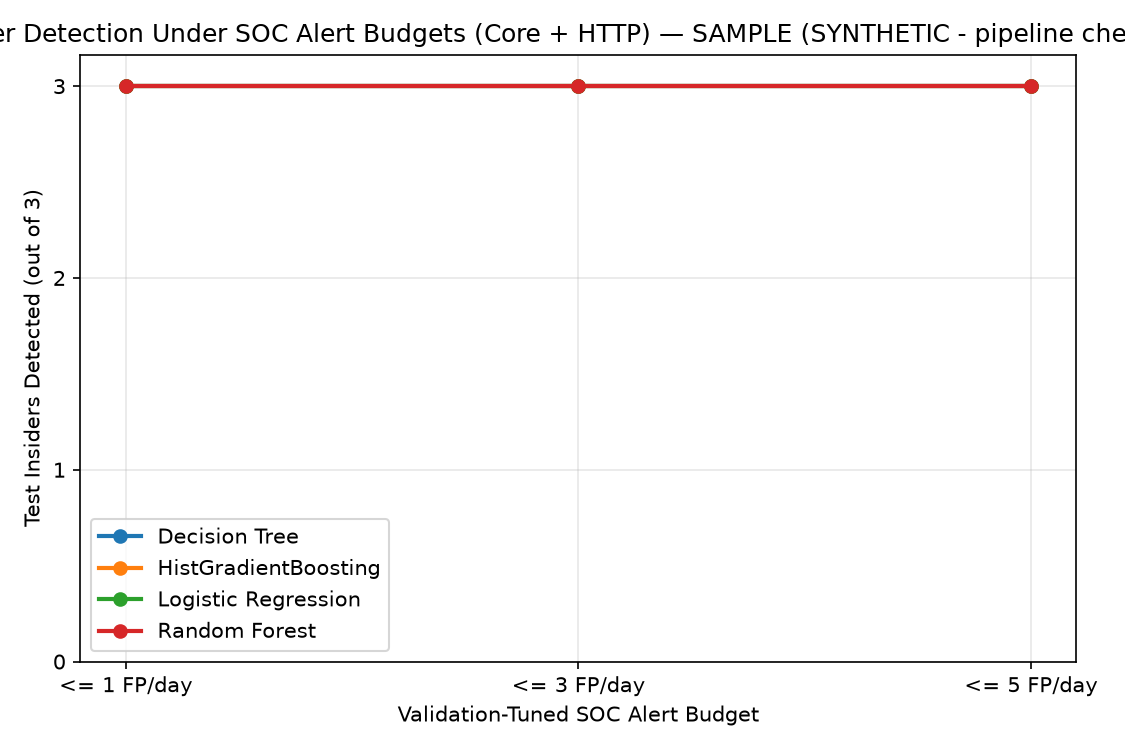 er Detection Under SOC Alert Budgets (Core + HTTP) — SAMPLE (SYNTHETIC - pipeline che
Test Insiders Detected (out of 3)
3
2
1
0
Decision Tree
HistGradientBoosting
Logistic Regression
Random Forest
<= 1 FP/day
<= 3 FP/day
<= 5 FP/day
Validation-Tuned SOC Alert Budget